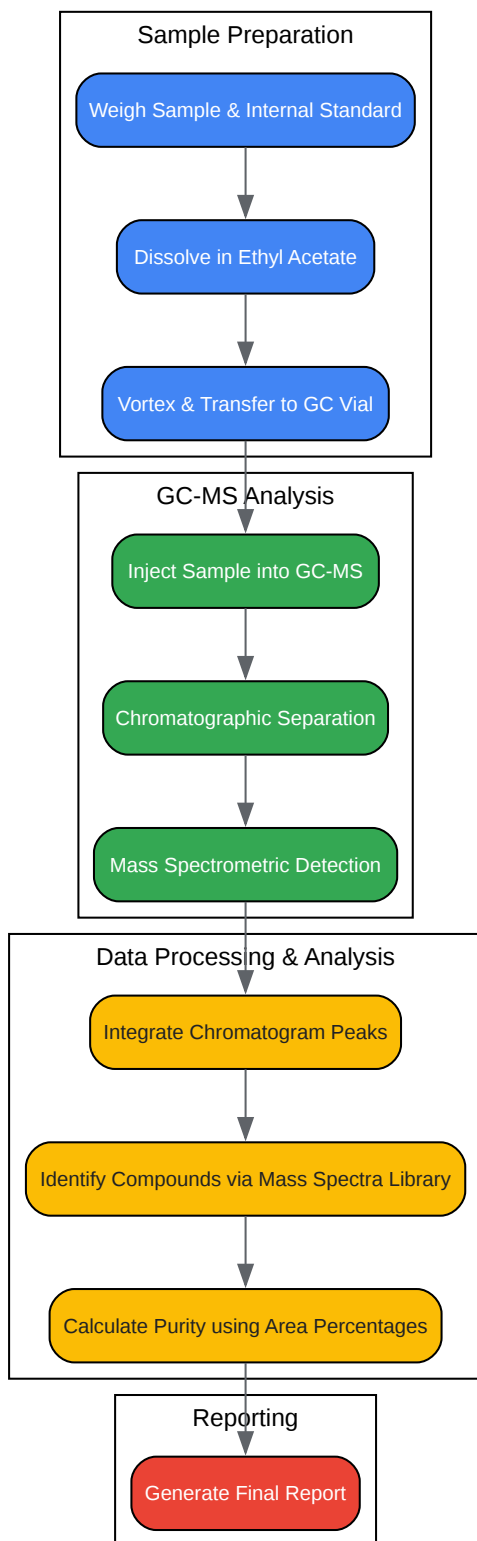 Sample Preparation
Weigh Sample & Internal Standard
Dissolve in Ethyl Acetate
Vortex & Transfer to GC Vial
GC-MS Analysis
Inject Sample into GC-MS
Chromatographic Separation
Mass Spectrometric Detection
Data Processing & Analysis
Integrate Chromatogram Peaks
Identify Compounds via Mass Spectra Library
Calculate Purity using Area Percentages
Reporting
Generate Final Report